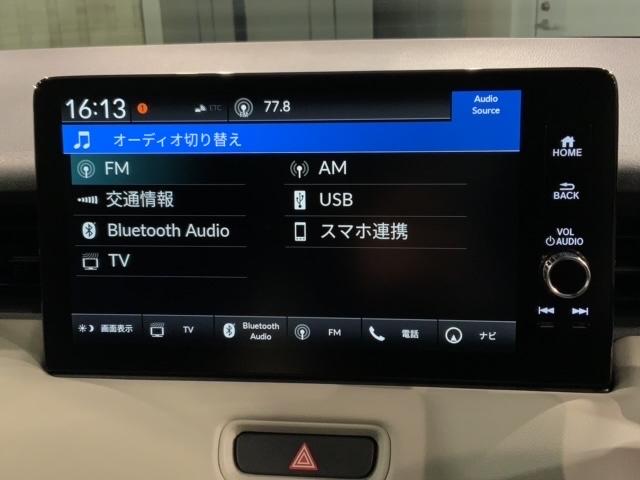 16:13 1 ETC FM 77.8 Audio Source
オーディオ切り替え
FM AM
交通情報 USB
Bluetooth Audio スマホ連携
TV
画面表示 TV Bluetooth Audio FM 電話 ナビ
HOME
BACK
VOL
AUDIO